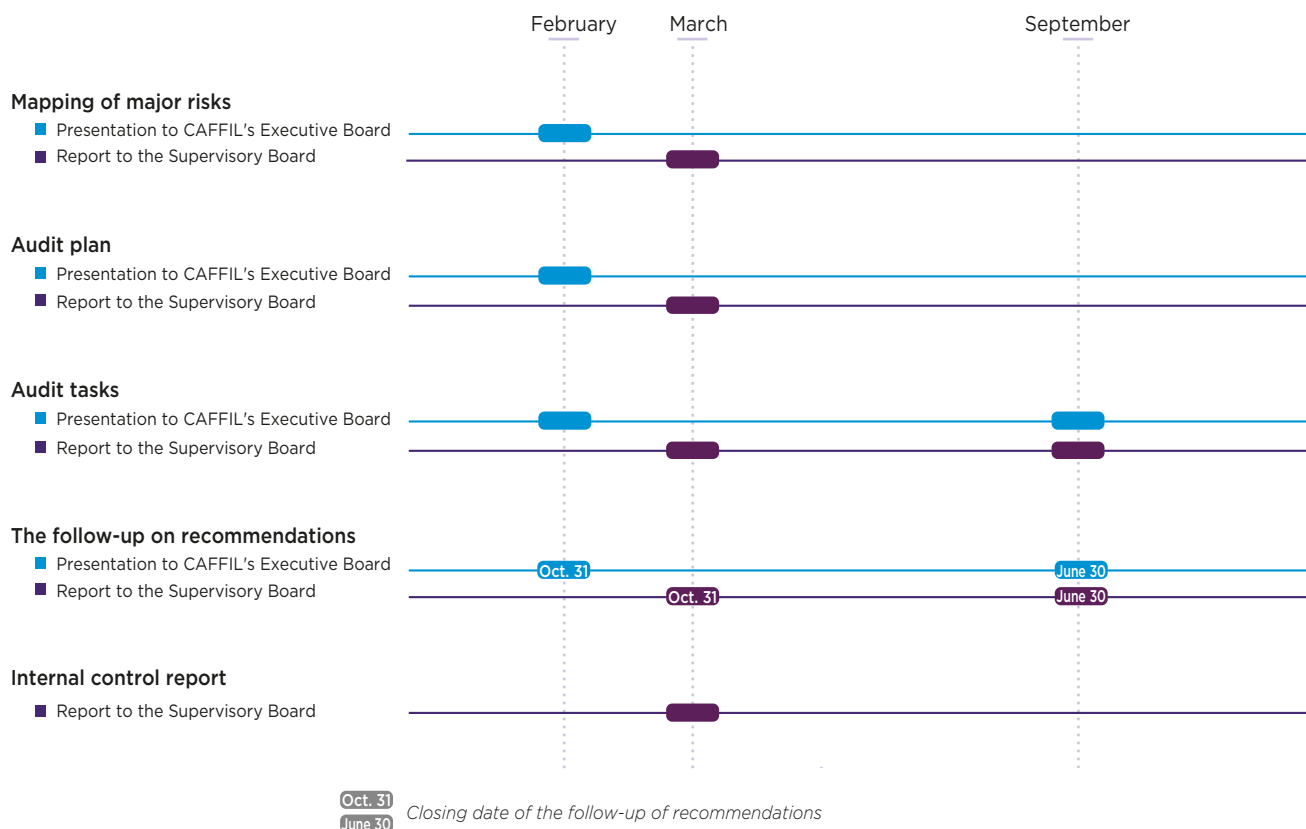 February March September
Mapping of major risks
Presentation to CAFFIL's Executive Board
Report to the Supervisory Board
Audit plan
Presentation to CAFFIL's Executive Board
Report to the Supervisory Board
Audit tasks
Presentation to CAFFIL's Executive Board
Report to the Supervisory Board
The follow-up on recommendations
Presentation to CAFFIL's Executive Board Oct. 31 June 30
Report to the Supervisory Board Oct. 31 June 30
Internal control report
Report to the Supervisory Board
Oct. 31
Closing date of the follow-up of recommendations
June 30